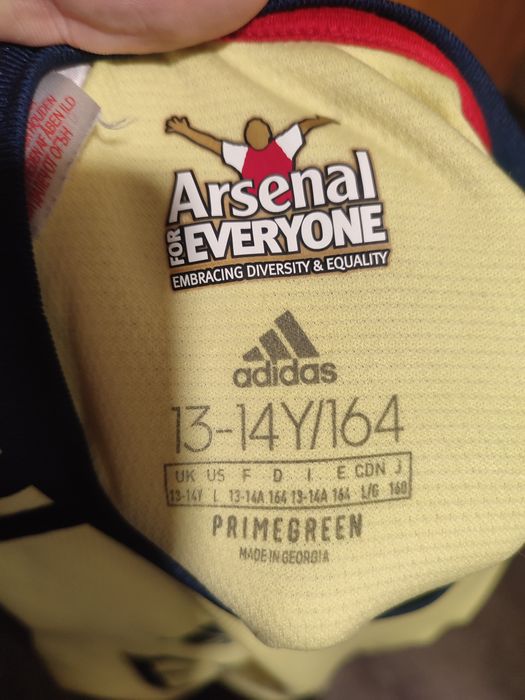 Arsenal
FOR EVERYONE
EMBRACING DIVERSITY & EQUALITY
adidas
13-14Y/164
UK US F D I E CDN J
13-14Y L 13-14A 164 13-14A 164 L/G 160
PRIMEGREEN
MADE IN GEORGIA